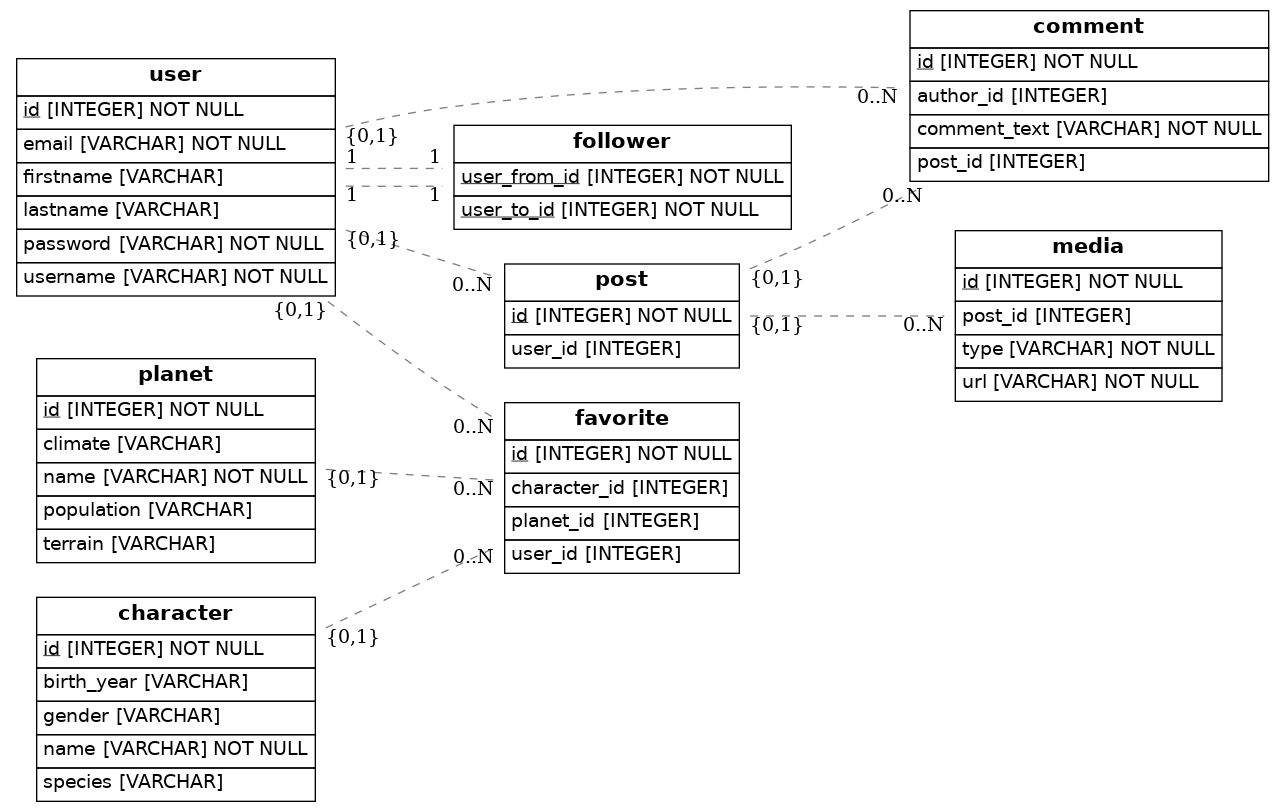 user
id [INTEGER] NOT NULL
email [VARCHAR] NOT NULL
firstname [VARCHAR]
lastname [VARCHAR]
password [VARCHAR] NOT NULL
username [VARCHAR] NOT NULL
{0,1}
1
1
{0,1}
{0,1}
0..N
1
1
0..N
follower
user_from_id [INTEGER] NOT NULL
user_to_id [INTEGER] NOT NULL
comment
id [INTEGER] NOT NULL
author_id [INTEGER]
comment_text [VARCHAR] NOT NULL
post_id [INTEGER]
0..N
post
id [INTEGER] NOT NULL
user_id [INTEGER]
{0,1}
{0,1}
0..N
media
id [INTEGER] NOT NULL
post_id [INTEGER]
type [VARCHAR] NOT NULL
url [VARCHAR] NOT NULL
planet
id [INTEGER] NOT NULL
climate [VARCHAR]
name [VARCHAR] NOT NULL
population [VARCHAR]
terrain [VARCHAR]
{0,1}
0..N
0..N
0..N
favorite
id [INTEGER] NOT NULL
character_id [INTEGER]
planet_id [INTEGER]
user_id [INTEGER]
character
id [INTEGER] NOT NULL
birth_year [VARCHAR]
gender [VARCHAR]
name [VARCHAR] NOT NULL
species [VARCHAR]
{0,1}